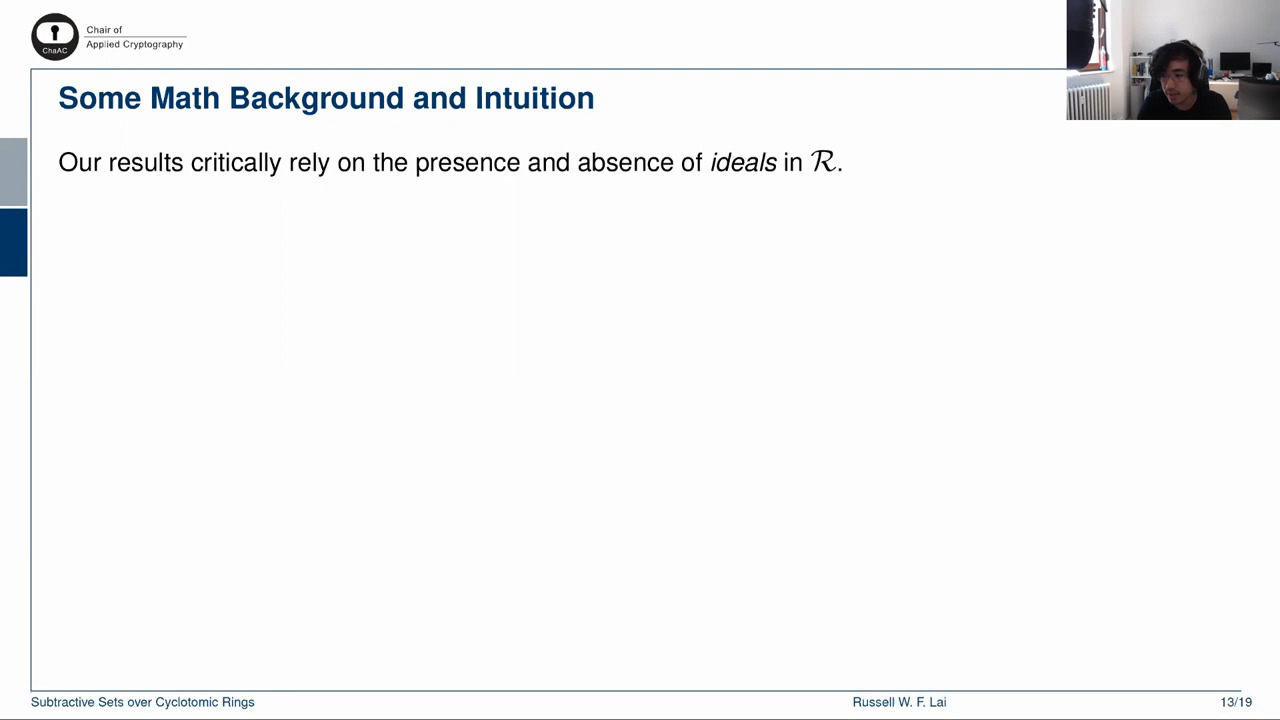 Chair of
Applied Cryptography
ChaAC
Some Math Background and Intuition
Our results critically rely on the presence and absence of ideals in ℛ.
Subtractive Sets over Cyclotomic Rings
Russell W. F. Lai
13/19